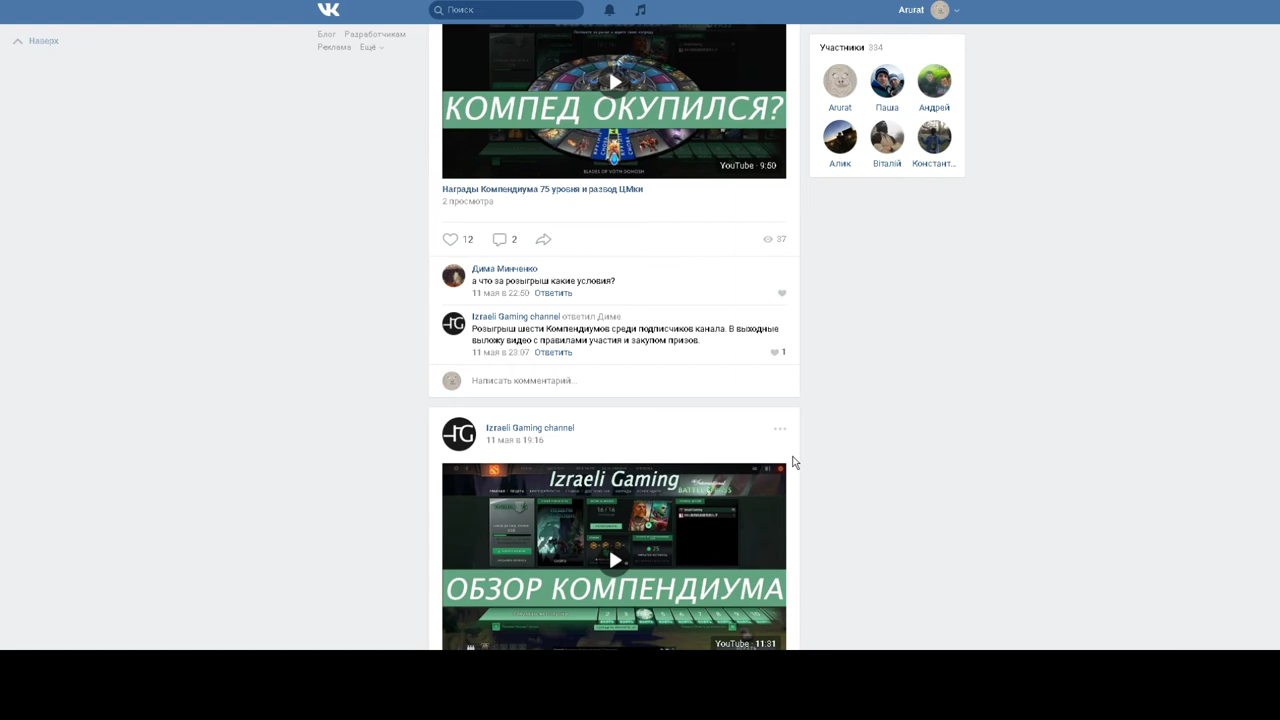 Поиск
Arurat
Наверх
Блог Разработчикам
Реклама Ещё
КОМПЕД ОКУПИЛСЯ?
YouTube · 9:50
Награды Компендиума 75 уровня и развод ЦМки
2 просмотра
12 2 37
Дима Минченко
а что за розыгрыш какие условия?
11 мая в 22:50 Ответить
Izraeli Gaming channel ответил Диме
Розыгрыш шести Компендиумов среди подписчиков канала. В выходные
выложу видео с правилами участия и закупом призов.
11 мая в 23:07 Ответить 1
Написать комментарий...
Izraeli Gaming channel
11 мая в 19:16
Izraeli Gaming
ОБЗОР КОМПЕНДИУМА
YouTube · 11:31
Участники 334
Arurat Паша Андрей
Алик Віталій Констант...